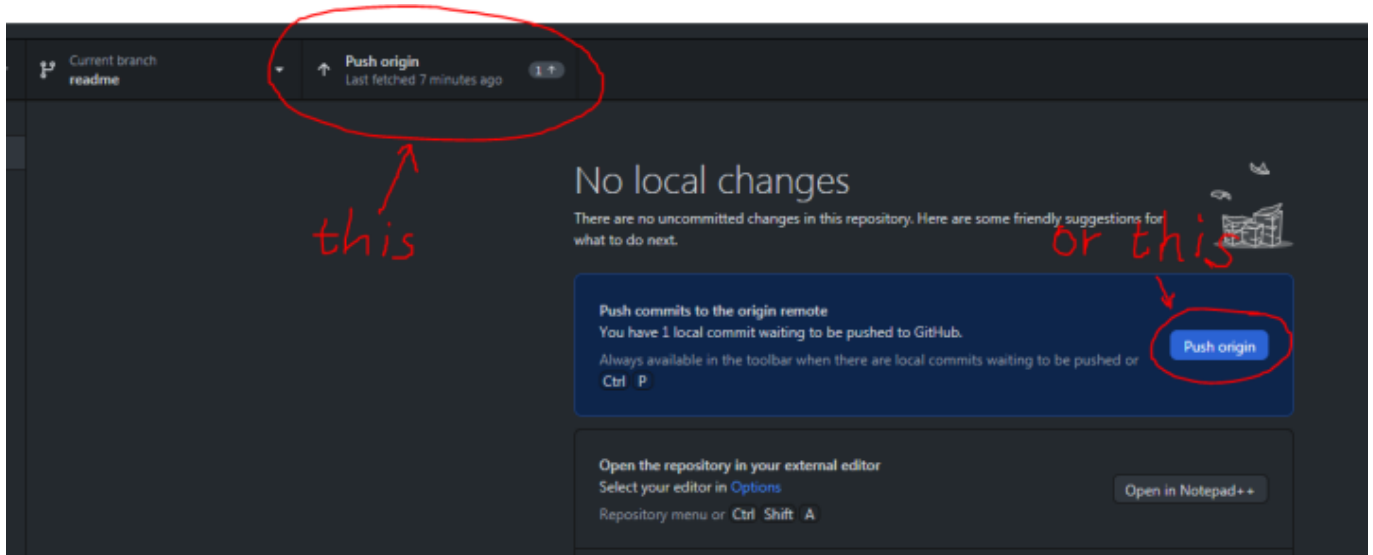 Current branch
readme
Push origin
Last fetched 7 minutes ago
1
this
No local changes
There are no uncommitted changes in this repository. Here are some friendly suggestions for
what to do next.
or this
Push commits to the origin remote
You have 1 local commit waiting to be pushed to GitHub.
Always available in the toolbar when there are local commits waiting to be pushed or
Ctrl P
Push origin
Open the repository in your external editor
Select your editor in Options
Repository menu or Ctrl Shift A
Open in Notepad++